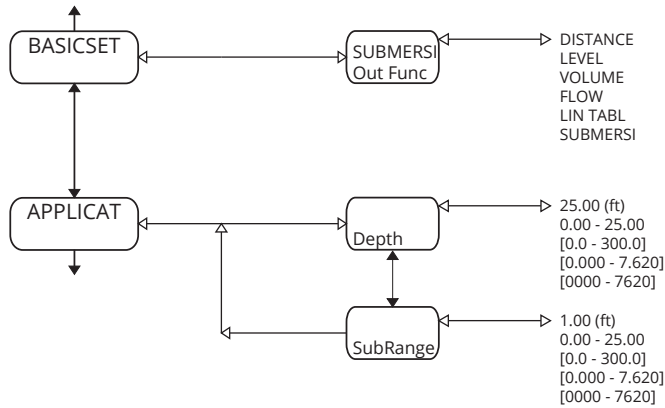 BASICSET
SUBMERSI
Out Func
DISTANCE
LEVEL
VOLUME
FLOW
LIN TABL
SUBMERSI
APPLICAT
Depth
25.00 (ft)
0.00 - 25.00
[0.0 - 300.0]
[0.000 - 7.620]
[0000 - 7620]
SubRange
1.00 (ft)
0.00 - 25.00
[0.0 - 300.0]
[0.000 - 7.620]
[0000 - 7620]